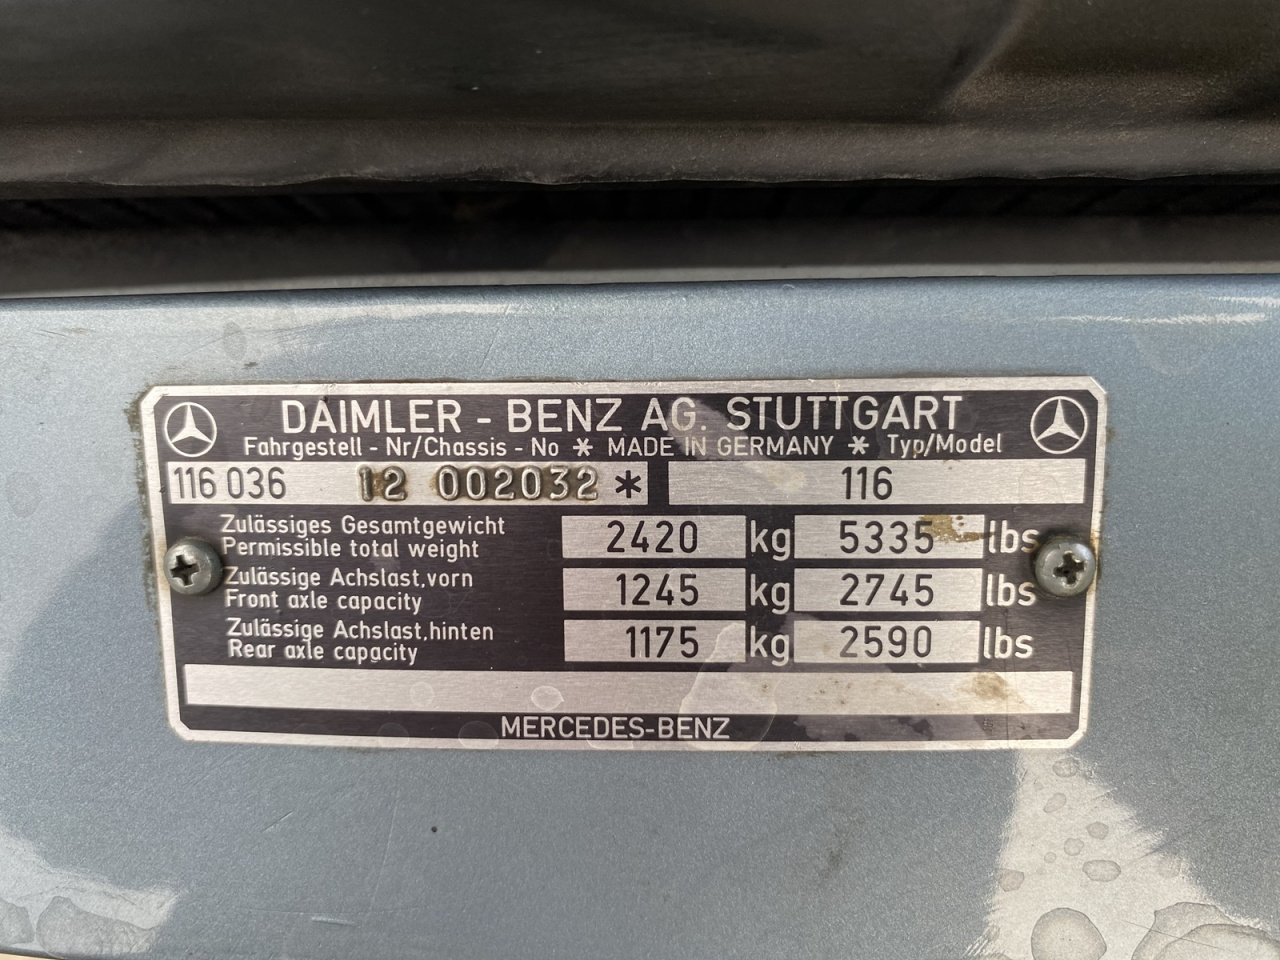 DAIMLER - BENZ AG. STUTTGART
Fahrgestell - Nr/Chassis - No * MADE IN GERMANY * Typ/Model
116 036 12 002032 * 116
Zulässiges Gesamtgewicht
Permissible total weight 2420 kg 5335 lbs
Zulässige Achslast,vorn
Front axle capacity 1245 kg 2745 lbs
Zulässige Achslast,hinten
Rear axle capacity 1175 kg 2590 lbs
MERCEDES-BENZ